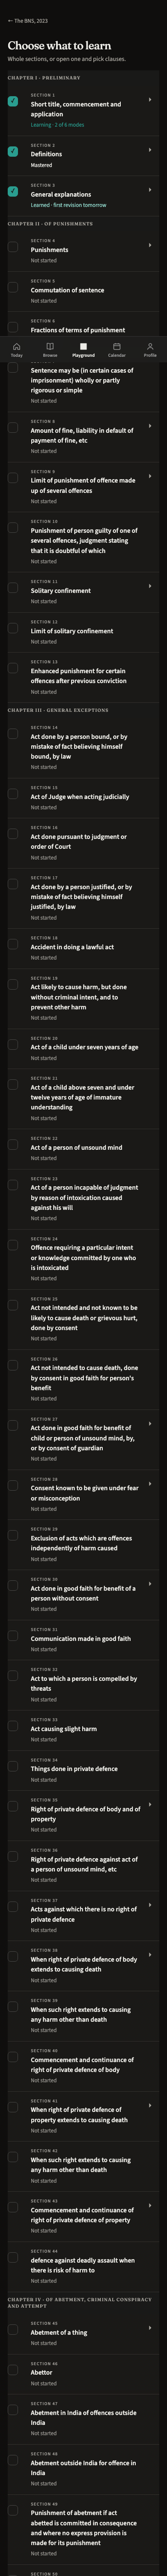 ← The BNS, 2023
Choose what to learn
Whole sections, or open one and pick clauses.
CHAPTER I · PRELIMINARY
SECTION 1
Short title, commencement and
application
Learning · 2 of 6 modes
SECTION 2
Definitions
Mastered
SECTION 3
General explanations
Learned · first revision tomorrow
CHAPTER II · OF PUNISHMENTS
SECTION 4
Punishments
Not started
SECTION 5
Commutation of sentence
Not started
SECTION 6
Fractions of terms of punishment
Today
Browse
Playground
Calendar
Profile
Sentence may be (in certain cases of
imprisonment) wholly or partly
rigorous or simple
Not started
SECTION 8
Amount of fine, liability in default of
payment of fine, etc
Not started
SECTION 9
Limit of punishment of offence made
up of several offences
Not started
SECTION 10
Punishment of person guilty of one of
several offences, judgment stating
that it is doubtful of which
Not started
SECTION 11
Solitary confinement
Not started
SECTION 12
Limit of solitary confinement
Not started
SECTION 13
Enhanced punishment for certain
offences after previous conviction
Not started
CHAPTER III · GENERAL EXCEPTIONS
SECTION 14
Act done by a person bound, or by
mistake of fact believing himself
bound, by law
Not started
SECTION 15
Act of Judge when acting judicially
Not started
SECTION 16
Act done pursuant to judgment or
order of Court
Not started
SECTION 17
Act done by a person justified, or by
mistake of fact believing himself
justified, by law
Not started
SECTION 18
Accident in doing a lawful act
Not started
SECTION 19
Act likely to cause harm, but done
without criminal intent, and to
prevent other harm
Not started
SECTION 20
Act of a child under seven years of age
Not started
SECTION 21
Act of a child above seven and under
twelve years of age of immature
understanding
Not started
SECTION 22
Act of a person of unsound mind
Not started
SECTION 23
Act of a person incapable of judgment
by reason of intoxication caused
against his will
Not started
SECTION 24
Offence requiring a particular intent
or knowledge committed by one who
is intoxicated
Not started
SECTION 25
Act not intended and not known to be
likely to cause death or grievous hurt,
done by consent
Not started
SECTION 26
Act not intended to cause death, done
by consent in good faith for person's
benefit
Not started
SECTION 27
Act done in good faith for benefit of
child or person of unsound mind, by,
or by consent of guardian
Not started
SECTION 28
Consent known to be given under fear
or misconception
Not started
SECTION 29
Exclusion of acts which are offences
independently of harm caused
Not started
SECTION 30
Act done in good faith for benefit of a
person without consent
Not started
SECTION 31
Communication made in good faith
Not started
SECTION 32
Act to which a person is compelled by
threats
Not started
SECTION 33
Act causing slight harm
Not started
SECTION 34
Things done in private defence
Not started
SECTION 35
Right of private defence of body and of
property
Not started
SECTION 36
Right of private defence against act of
a person of unsound mind, etc
Not started
SECTION 37
Acts against which there is no right of
private defence
Not started
SECTION 38
When right of private defence of body
extends to causing death
Not started
SECTION 39
When such right extends to causing
any harm other than death
Not started
SECTION 40
Commencement and continuance of
right of private defence of body
Not started
SECTION 41
When right of private defence of
property extends to causing death
Not started
SECTION 42
When such right extends to causing
any harm other than death
Not started
SECTION 43
Commencement and continuance of
right of private defence of property
Not started
SECTION 44
defence against deadly assault when
there is risk of harm to
Not started
CHAPTER IV · OF ABETMENT, CRIMINAL CONSPIRACY
AND ATTEMPT
SECTION 45
Abetment of a thing
Not started
SECTION 46
Abettor
Not started
SECTION 47
Abetment in India of offences outside
India
Not started
SECTION 48
Abetment outside India for offence in
India
Not started
SECTION 49
Punishment of abetment if act
abetted is committed in consequence
and where no express provision is
made for its punishment
Not started
SECTION 50